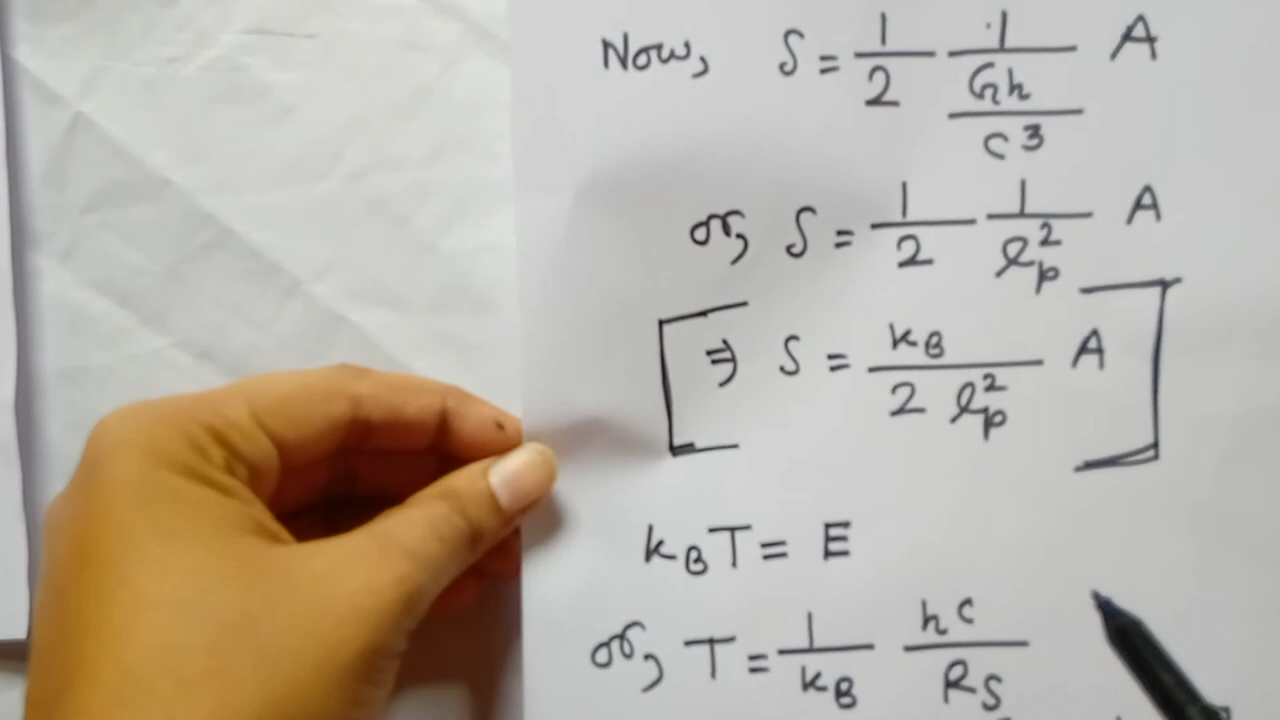 Now, S = 1/2 1/(Gh/c³) A
or, S = 1/2 1/l_p² A
[⇒ S = k_B/(2 l_p²) A]
k_B T = E
or, T = 1/k_B hc/R_S